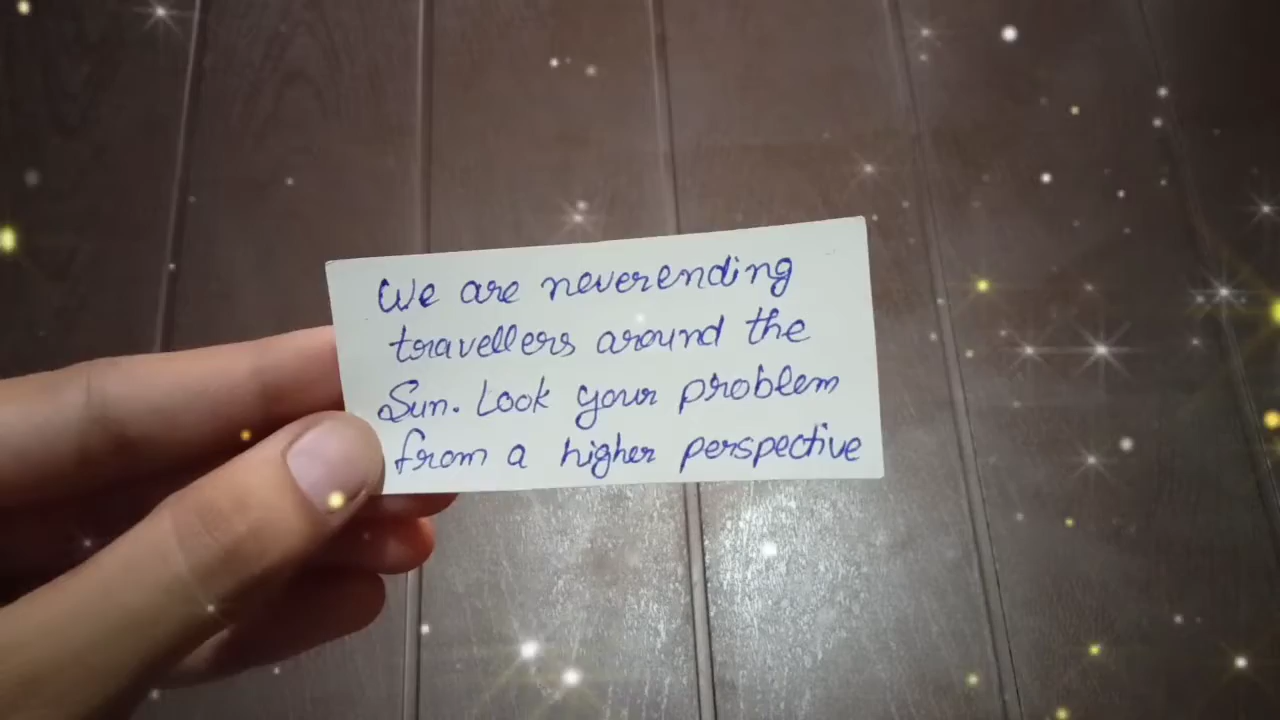 We are neverending
travellers around the
Sun. Look your problem
from a higher perspective